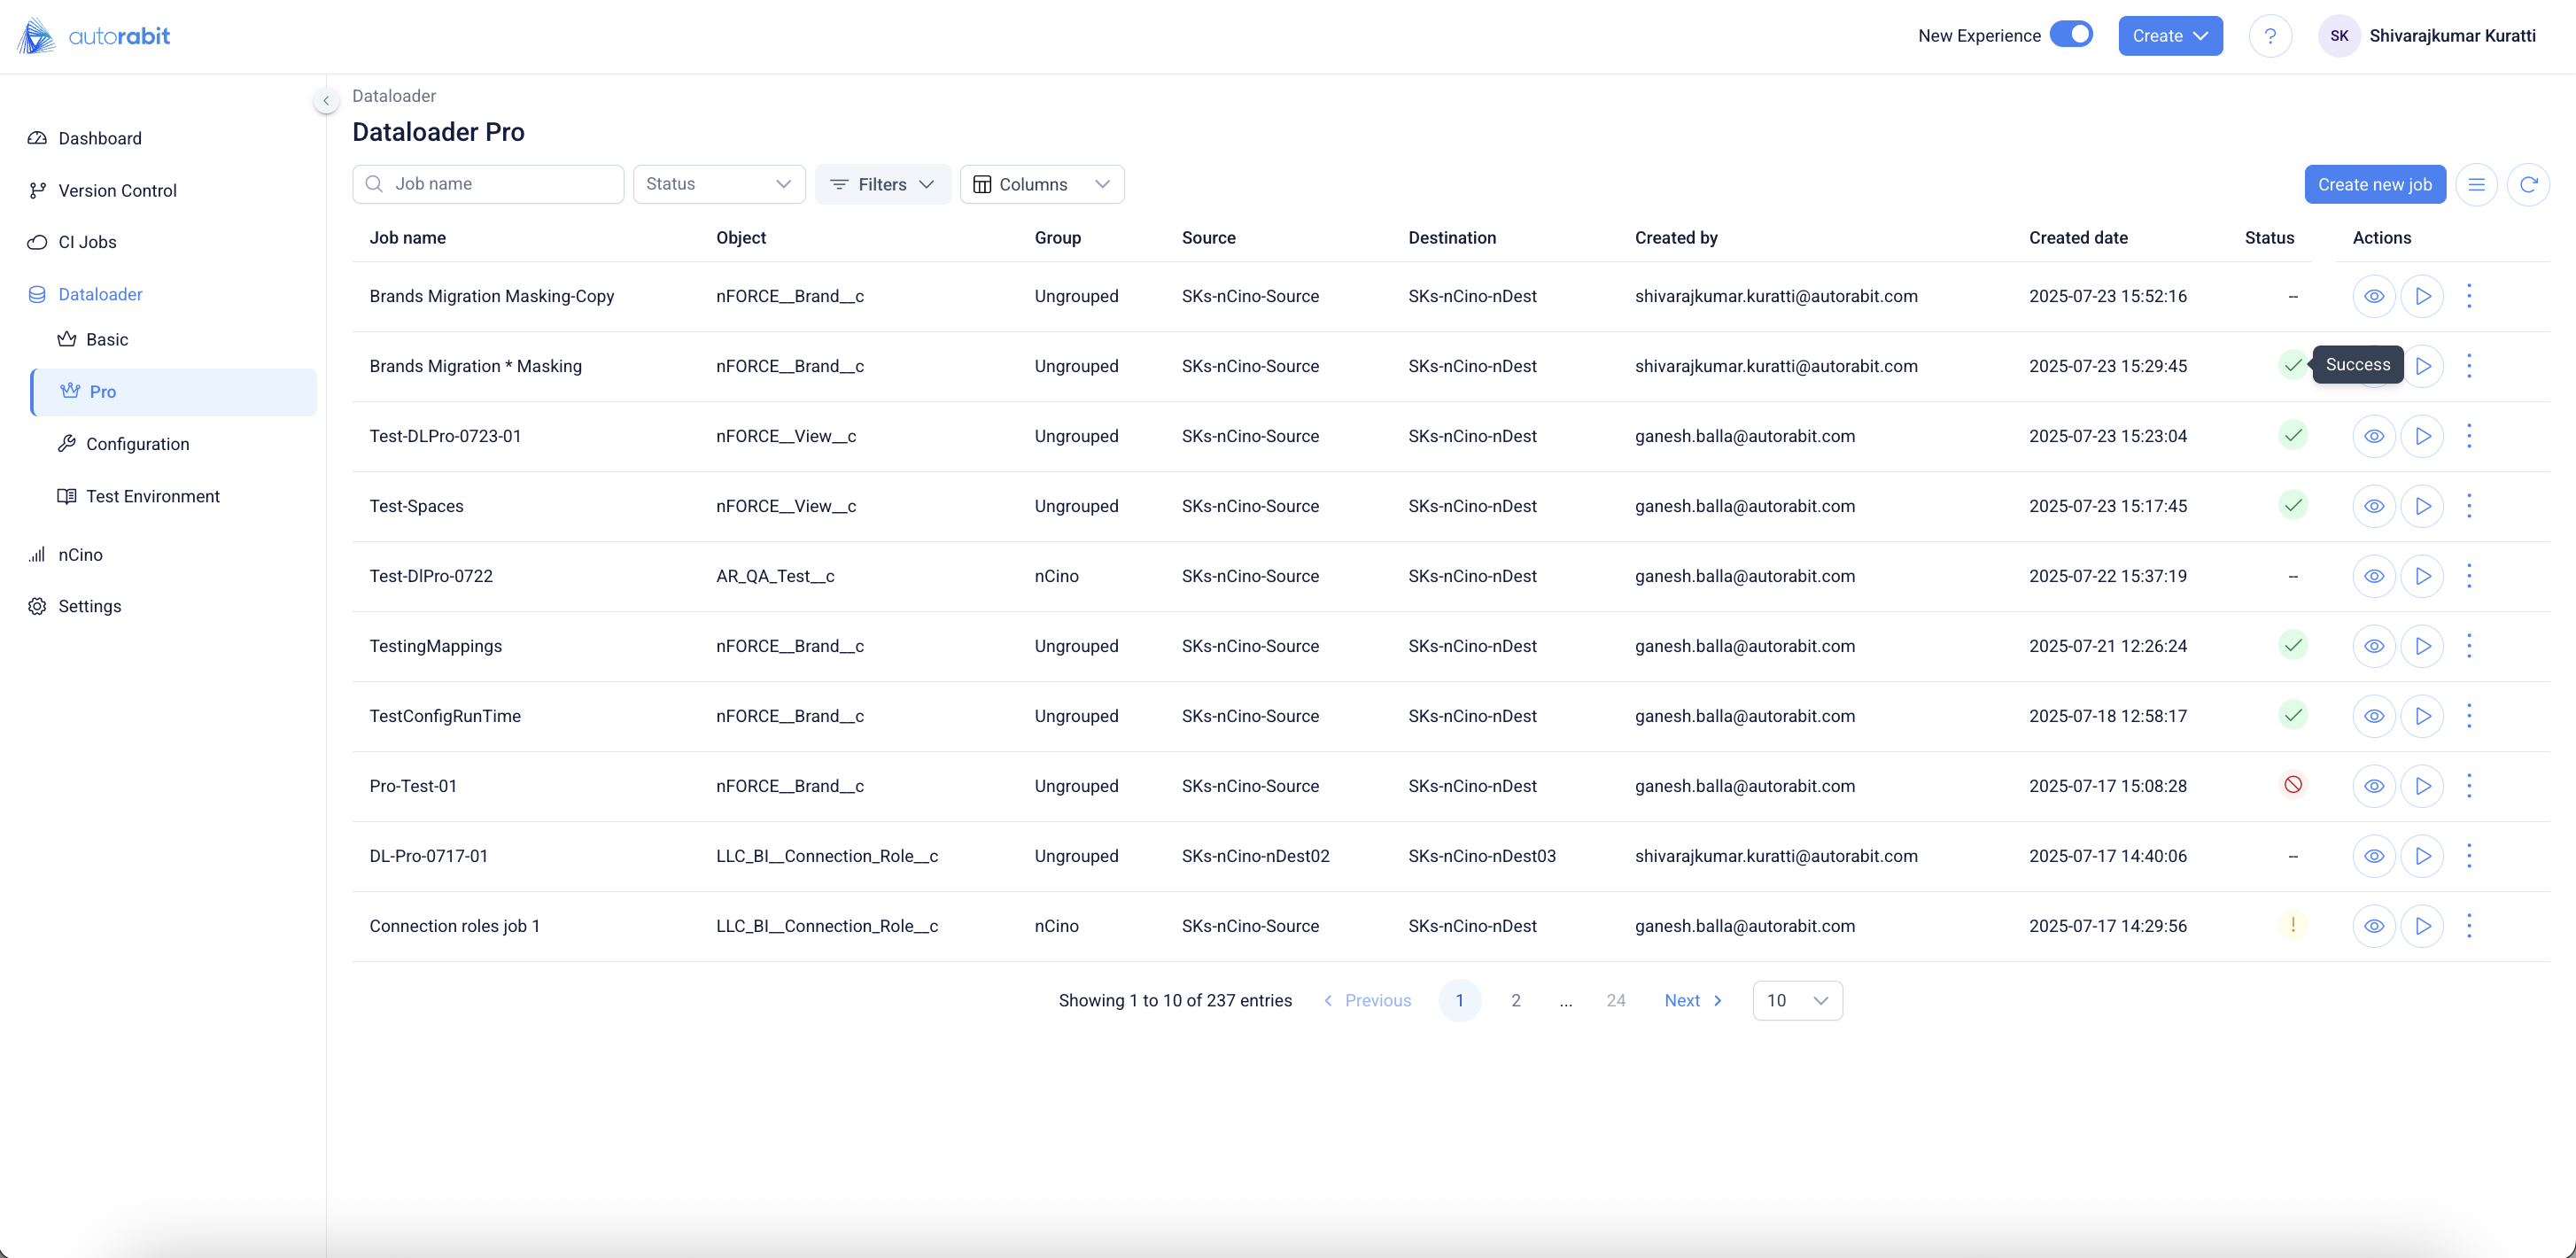 autorabit
New Experience Create ? SK Shivarajkumar Kuratti
Dashboard
Version Control
CI Jobs
Dataloader
Basic
Pro
Configuration
Test Environment
nCino
Settings
Dataloader
Dataloader Pro
Job name Status Filters Columns Create new job
Job name Object Group Source Destination Created by Created date Status Actions
Brands Migration Masking-Copy nFORCE__Brand__c Ungrouped SKs-nCino-Source SKs-nCino-nDest shivarajkumar.kuratti@autorabit.com 2025-07-23 15:52:16 --
Brands Migration * Masking nFORCE__Brand__c Ungrouped SKs-nCino-Source SKs-nCino-nDest shivarajkumar.kuratti@autorabit.com 2025-07-23 15:29:45 Success
Test-DLPro-0723-01 nFORCE__View__c Ungrouped SKs-nCino-Source SKs-nCino-nDest ganesh.balla@autorabit.com 2025-07-23 15:23:04
Test-Spaces nFORCE__View__c Ungrouped SKs-nCino-Source SKs-nCino-nDest ganesh.balla@autorabit.com 2025-07-23 15:17:45
Test-DlPro-0722 AR_QA_Test__c nCino SKs-nCino-Source SKs-nCino-nDest ganesh.balla@autorabit.com 2025-07-22 15:37:19 --
TestingMappings nFORCE__Brand__c Ungrouped SKs-nCino-Source SKs-nCino-nDest ganesh.balla@autorabit.com 2025-07-21 12:26:24
TestConfigRunTime nFORCE__Brand__c Ungrouped SKs-nCino-Source SKs-nCino-nDest ganesh.balla@autorabit.com 2025-07-18 12:58:17
Pro-Test-01 nFORCE__Brand__c Ungrouped SKs-nCino-Source SKs-nCino-nDest ganesh.balla@autorabit.com 2025-07-17 15:08:28
DL-Pro-0717-01 LLC_BI__Connection_Role__c Ungrouped SKs-nCino-nDest02 SKs-nCino-nDest03 shivarajkumar.kuratti@autorabit.com 2025-07-17 14:40:06 --
Connection roles job 1 LLC_BI__Connection_Role__c nCino SKs-nCino-Source SKs-nCino-nDest ganesh.balla@autorabit.com 2025-07-17 14:29:56 !
Showing 1 to 10 of 237 entries Previous 1 2 ... 24 Next 10